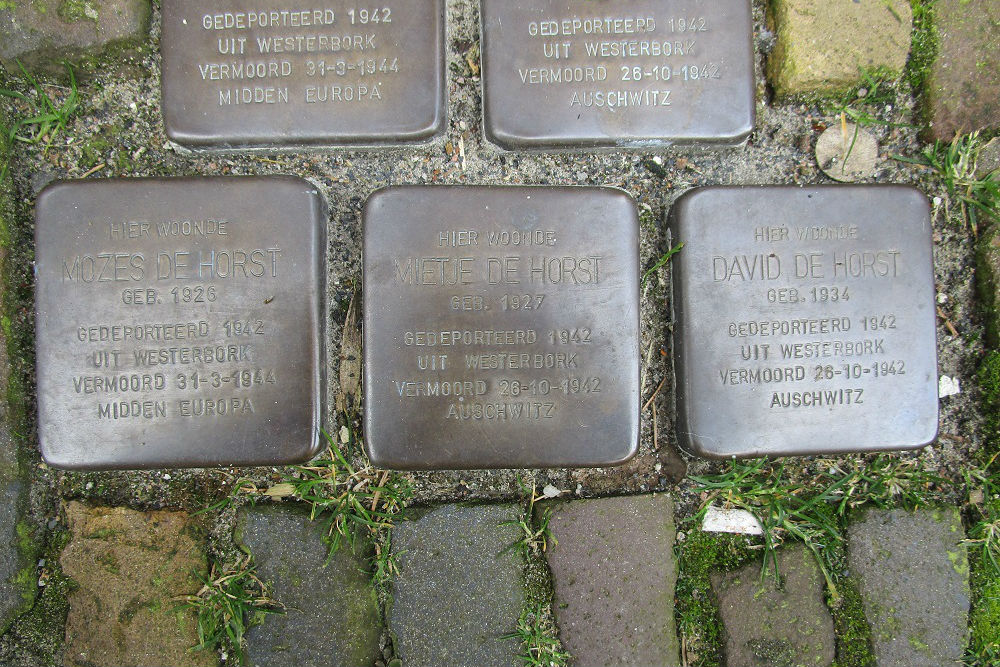 GEDEPORTEERD 1942
UIT WESTERBORK
VERMOORD 31-3-1944
MIDDEN EUROPA
GEDEPORTEERD 1942
UIT WESTERBORK
VERMOORD 26-10-1942
AUSCHWITZ
HIER WOONDE
MOZES DE HORST
GEB. 1926
GEDEPORTEERD 1942
UIT WESTERBORK
VERMOORD 31-3-1944
MIDDEN EUROPA
HIER WOONDE
MIETJE DE HORST
GEB. 1927
GEDEPORTEERD 1942
UIT WESTERBORK
VERMOORD 26-10-1942
AUSCHWITZ
HIER WOONDE
DAVID DE HORST
GEB. 1934
GEDEPORTEERD 1942
UIT WESTERBORK
VERMOORD 26-10-1942
AUSCHWITZ